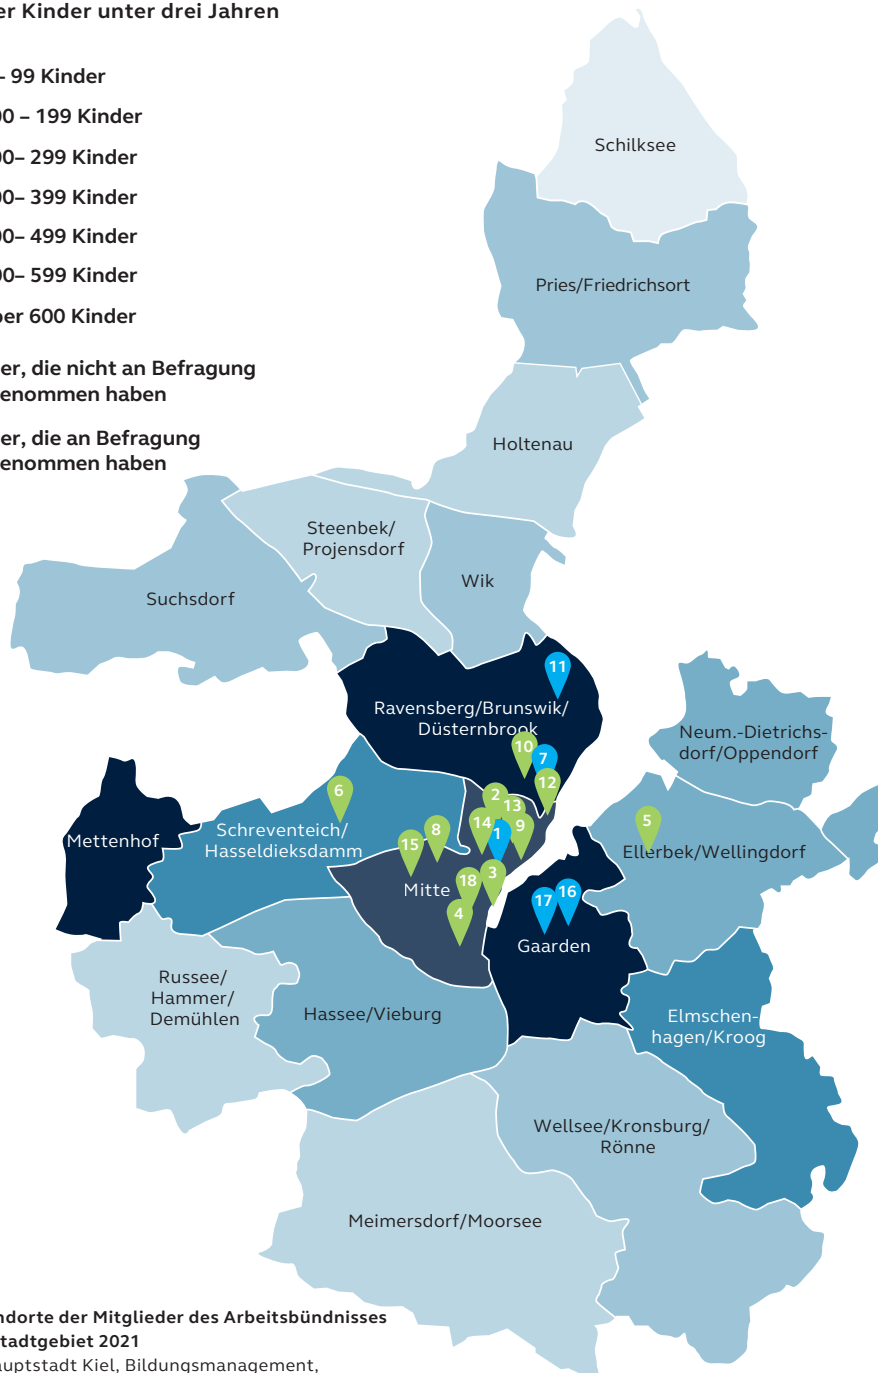 er Kinder unter drei Jahren
– 99 Kinder
00 – 199 Kinder
00– 299 Kinder
00– 399 Kinder
00– 499 Kinder
00– 599 Kinder
ber 600 Kinder
er, die nicht an Befragung
enommen haben
er, die an Befragung
enommen haben
Schilksee
Pries/Friedrichsort
Holtenau
Steenbek/
Projensdorf
Wik
Suchsdorf
11
Ravensberg/Brunswik/
Düsternbrook
Neum.-Dietrichs-
dorf/Oppendorf
10
7
12
6
2
13
5
Mettenhof
Schreventeich/
Hasseldieksdamm
15
8
14
1
9
Ellerbek/Wellingdorf
Mitte
18
3
4
17
16
Gaarden
Russee/
Hammer/
Demühlen
Hassee/Vieburg
Elmschen-
hagen/Kroog
Wellsee/Kronsburg/
Rönne
Meimersdorf/Moorsee
ndorte der Mitglieder des Arbeitsbündnisses
tadtgebiet 2021
auptstadt Kiel, Bildungsmanagement,